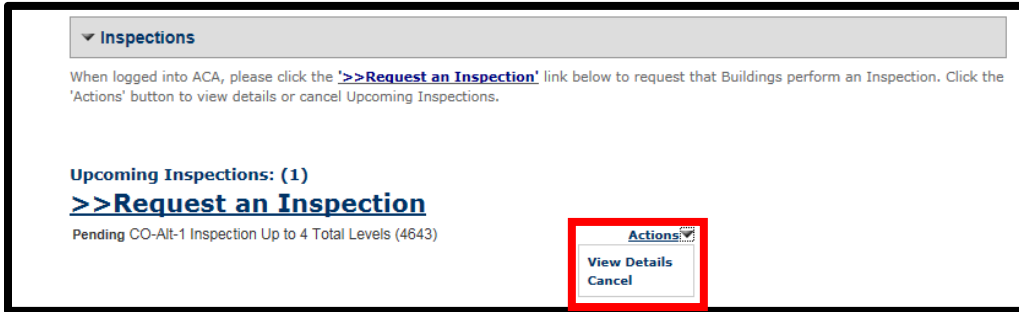 Inspections
When logged into ACA, please click the '>>Request an Inspection' link below to request that Buildings perform an Inspection. Click the
'Actions' button to view details or cancel Upcoming Inspections.
Upcoming Inspections: (1)
>>Request an Inspection
Pending CO-Alt-1 Inspection Up to 4 Total Levels (4643) Actions
View Details
Cancel